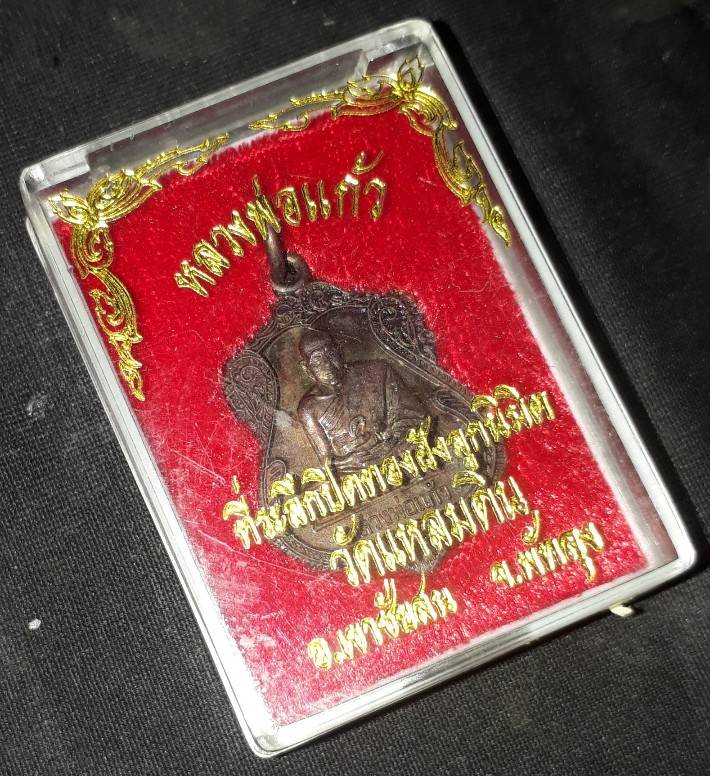 หลวงพ่อแก้ว
ที่ระลึกปิดทองฝังลูกนิมิต
วัดแหลมดิน
อ.เขาชัยสน จ.พัทลุง